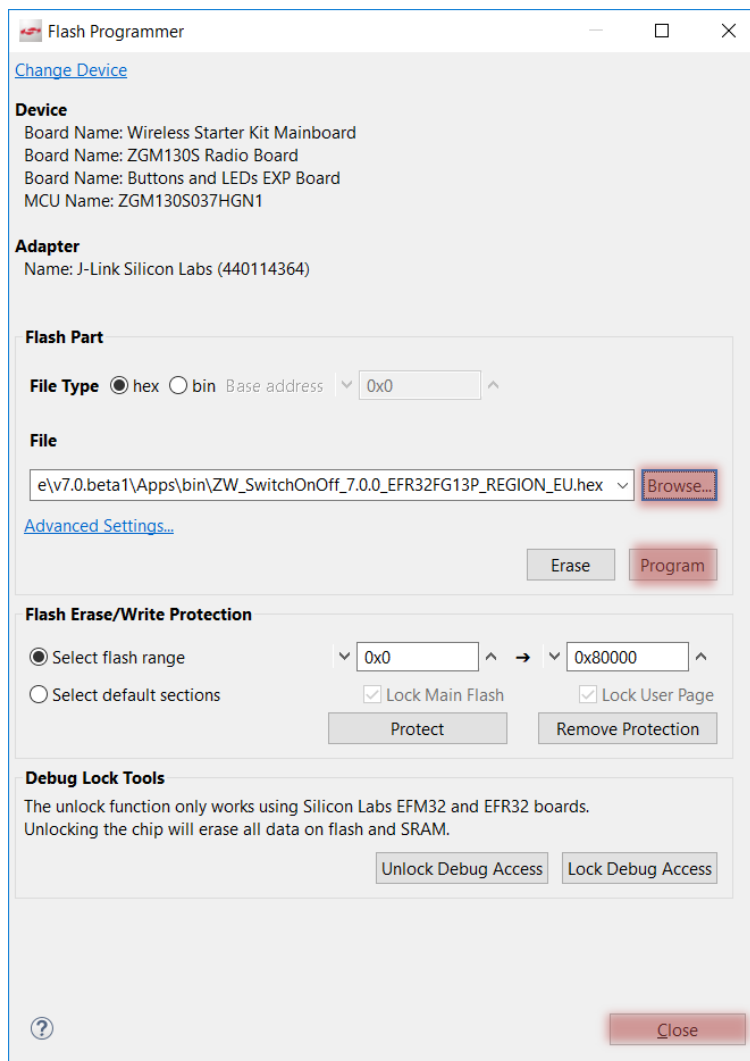 Flash Programmer
Change Device
Device
Board Name: Wireless Starter Kit Mainboard
Board Name: ZGM130S Radio Board
Board Name: Buttons and LEDs EXP Board
MCU Name: ZGM130S037HGN1
Adapter
Name: J-Link Silicon Labs (440114364)
Flash Part
File Type hex bin Base address 0x0
File
e\v7.0.beta1\Apps\bin\ZW_SwitchOnOff_7.0.0_EFR32FG13P_REGION_EU.hex Browse...
Advanced Settings...
Erase Program
Flash Erase/Write Protection
Select flash range 0x0 → 0x80000
Select default sections Lock Main Flash Lock User Page
Protect Remove Protection
Debug Lock Tools
The unlock function only works using Silicon Labs EFM32 and EFR32 boards.
Unlocking the chip will erase all data on flash and SRAM.
Unlock Debug Access Lock Debug Access
? Close